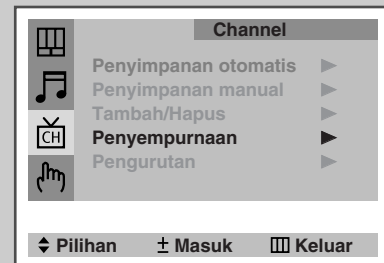 Channel
Penyimpanan otomatis
Penyimpanan manual
Tambah/Hapus
CH
Penyempurnaan
Pengurutan
Pilihan ± Masuk Keluar